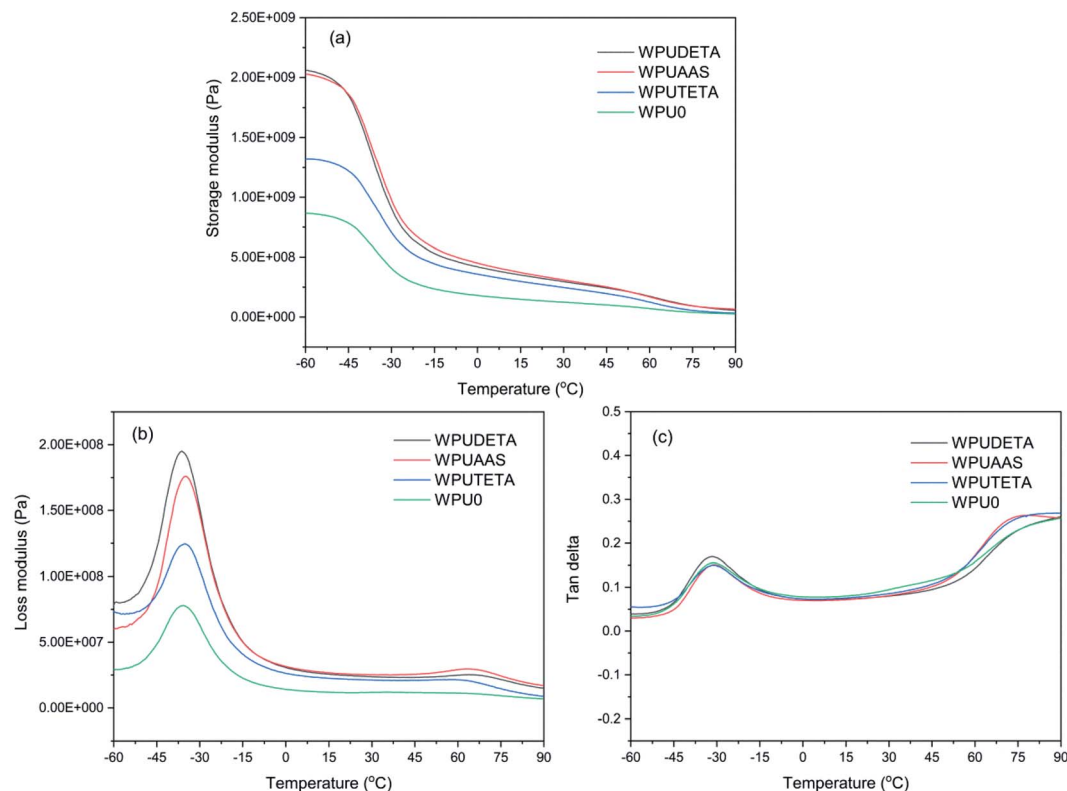 (a)
WPUDETA
WPUAAS
WPUTETA
WPU0
Storage modulus (Pa)
2.50E+009
2.00E+009
1.50E+009
1.00E+009
5.00E+008
0.00E+000
-60 -45 -30 -15 0 15 30 45 60 75 90
Temperature (°C)
(b)
WPUDETA
WPUAAS
WPUTETA
WPU0
Loss modulus (Pa)
2.00E+008
1.50E+008
1.00E+008
5.00E+007
0.00E+000
-60 -45 -30 -15 0 15 30 45 60 75 90
Temperature (°C)
(c)
WPUDETA
WPUAAS
WPUTETA
WPU0
Tan delta
0.5
0.4
0.3
0.2
0.1
0.0
-0.1
-0.2
-60 -45 -30 -15 0 15 30 45 60 75 90
Temperature (°C)